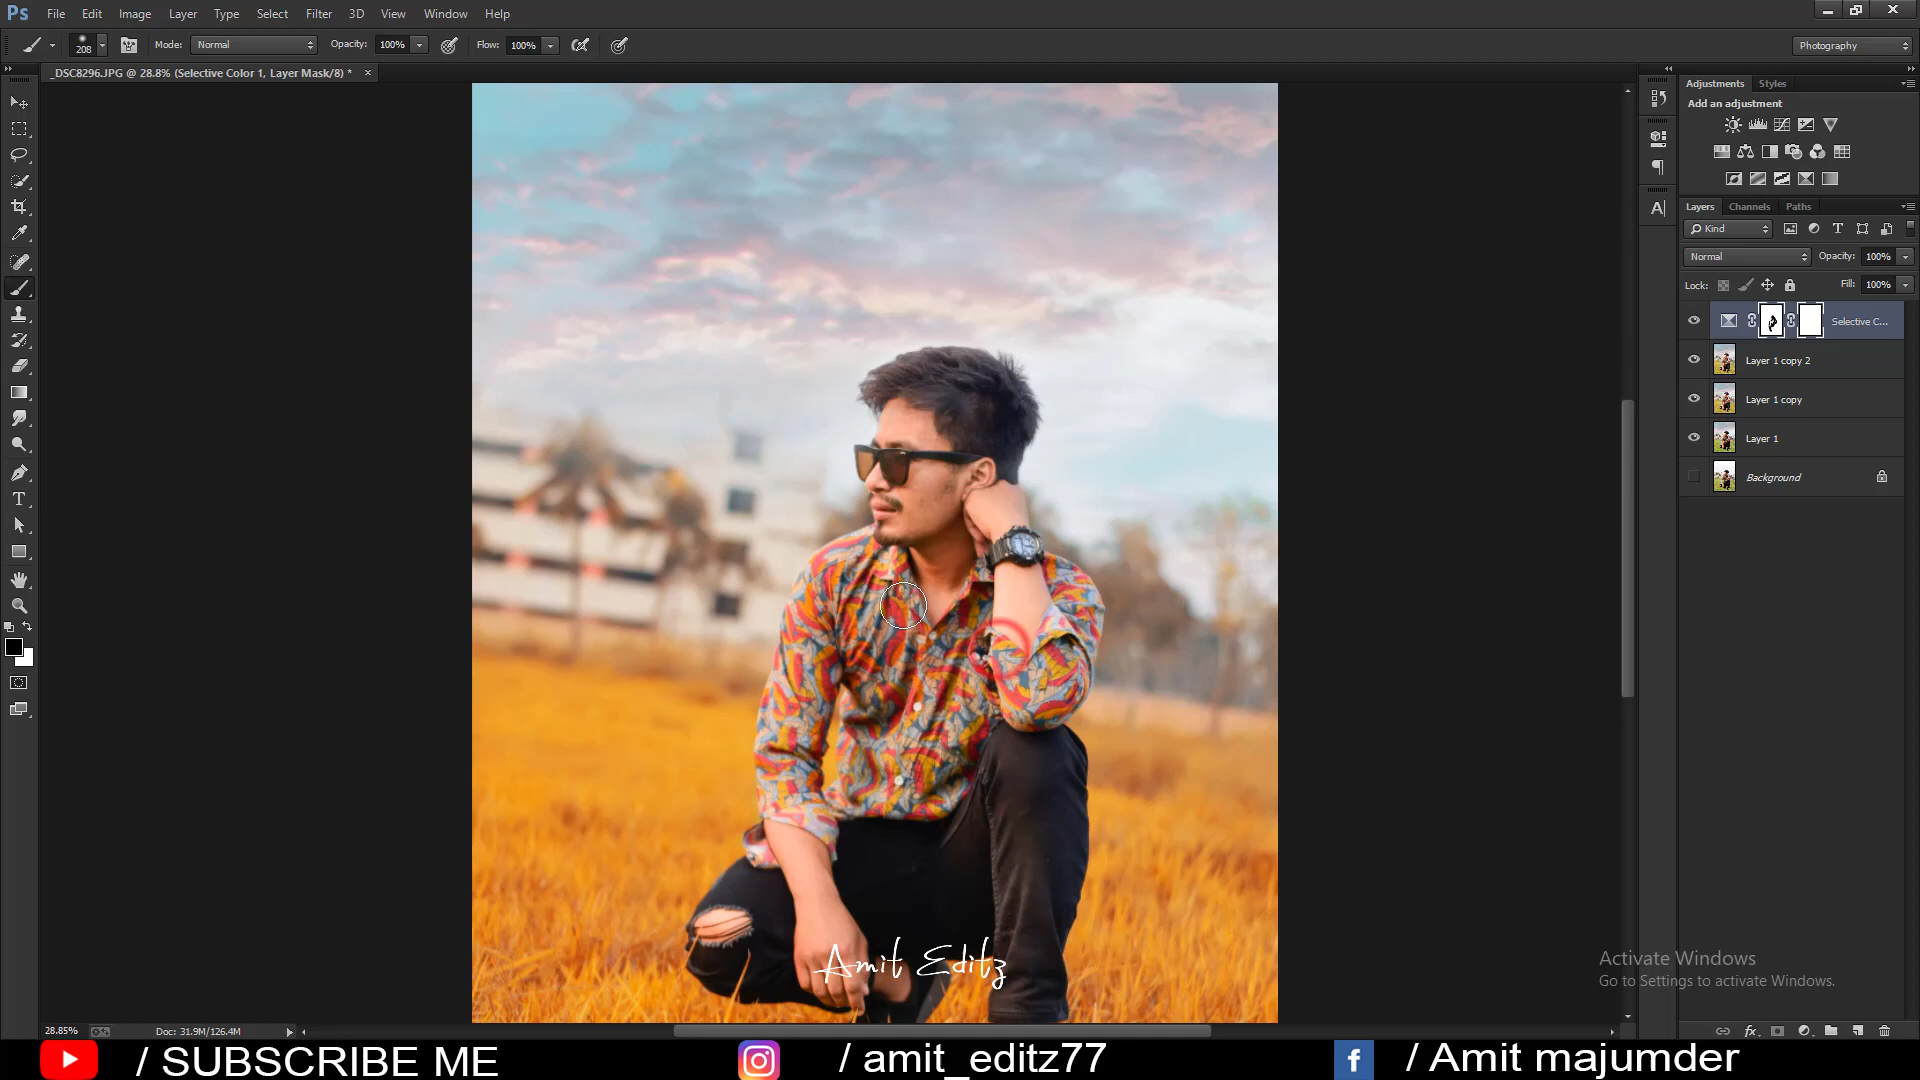 Ps File Edit Image Layer Type Select Filter 3D View Window Help
208 Mode: Normal Opacity: 100% Flow: 100% Photography
_DSC8296.JPG @ 28.8% (Selective Color 1, Layer Mask/8) * ×
Adjustments Styles
Add an adjustment
Layers Channels Paths
Kind
Normal Opacity: 100%
Lock: Fill: 100%
Selective C...
Layer 1 copy 2
Layer 1 copy
Layer 1
Background
Amit Editz
Activate Windows
Go to Settings to activate Windows.
28.85% Doc: 31.9M/126.4M
/ SUBSCRIBE ME / amit_editz77 / Amit majumder